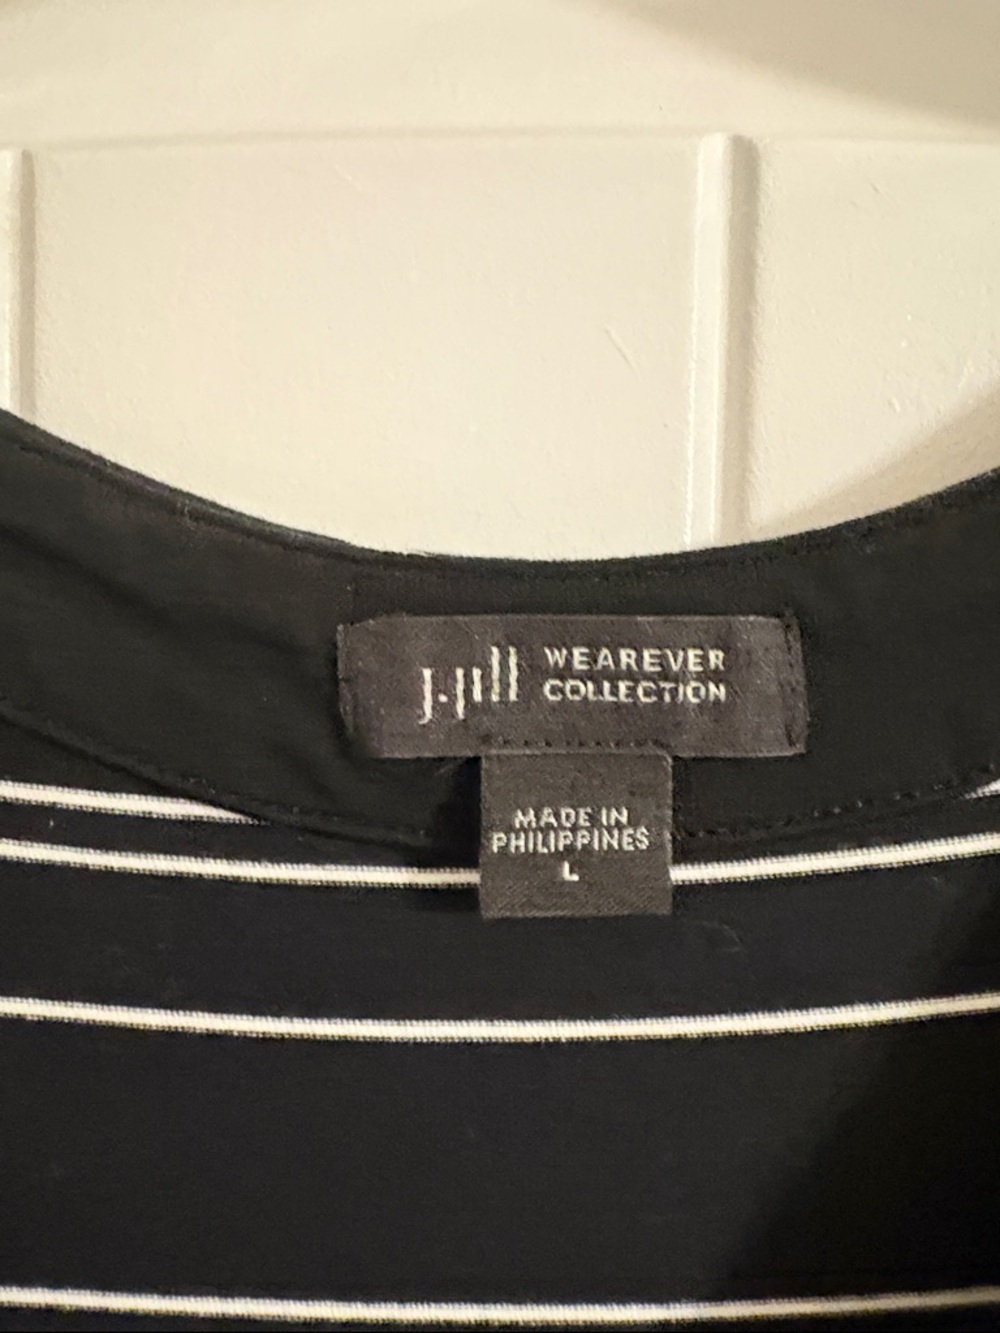 J.Jill WEAREVER
COLLECTION
MADE IN
PHILIPPINES
L